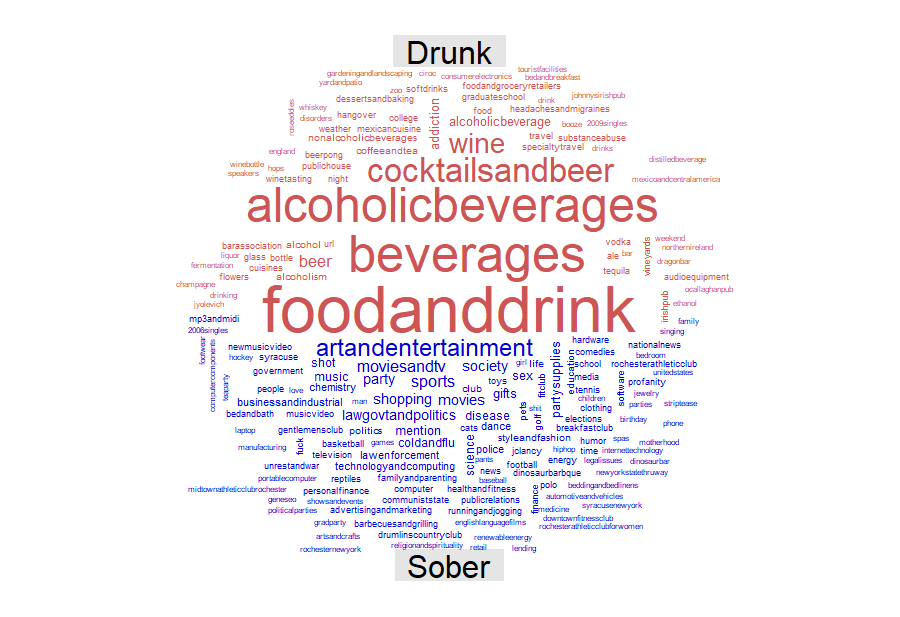 Drunk
gardeningandlandscaping ciroc consumerelectronics touristfacilities
yardandpatio zoo softdrinks foodandgroceryretailers bedandbreakfast
dessertsandbaking graduateschool drink johnnysirishpub
roseeddies whiskey hangover college addiction food headachesandmigraines
disorders weather mexicancuisine alcoholicbeverage booze 2009singles
nonalcoholicbeverages wine travel substanceabuse
england beerpong coffeeandtea specialtytravel drinks
winebottle hops publichouse cocktailsandbeer distilledbeverage
speakers winetasting night mexicoandcentralamerica
alcoholicbeverages
barassociation alcohol url beverages vodka vineyards weekend
liquor glass bottle beer ale bar northernireland
fermentation cuisines tequila dragonbar
flowers alcoholism audioequipment
champagne drinking foodanddrink irishpub ocallaghanpub
jyolevich ethanol
mp3andmidi family
2006singles singing
footwear newmusicvideo artandentertainment hardware nationalnews
hockey syracuse shot moviesandtv society girl life partysupplies comedies bedroom
computercomponents government school rochesterathleticclub
teaparty music party sports toys sex fitclub education media software unitedstates
people love chemistry club tennis profanity
businessandindustrial man shopping movies gifts children jewelry
bedandbath musicvideo lawgovtandpolitics disease pets shit golf clothing parties striptease
laptop gentlemensclub politics mention cats dance elections birthday phone
breakfastclub
manufacturing fuck basketball games coldandflu science police styleandfashion hiphop humor spas motherhood
television lawenforcement pants jclancy time internettechnology
unrestandwar technologyandcomputing news football energy legalissues dinosaurbar
portablecomputer reptiles familyandparenting baseball dinosaurbarbque newyorkstatethruway
midtownathleticclubrochester personalfinance computer healthandfitness finance polo beddingandbedlinens
geneseo showsandevents communiststate publicrelations automotiveandvehicles
politicalparties advertisingandmarketing runningandjogging medicine syracusenewyork
gradparty barbecuesandgrilling englishlanguagefilms downtownfitnessclub
artsandcrafts drumlinscountryclub renewableenergy rochesterathleticclubforwomen
rochesternewyork religionandspirituality retail lending
Sober